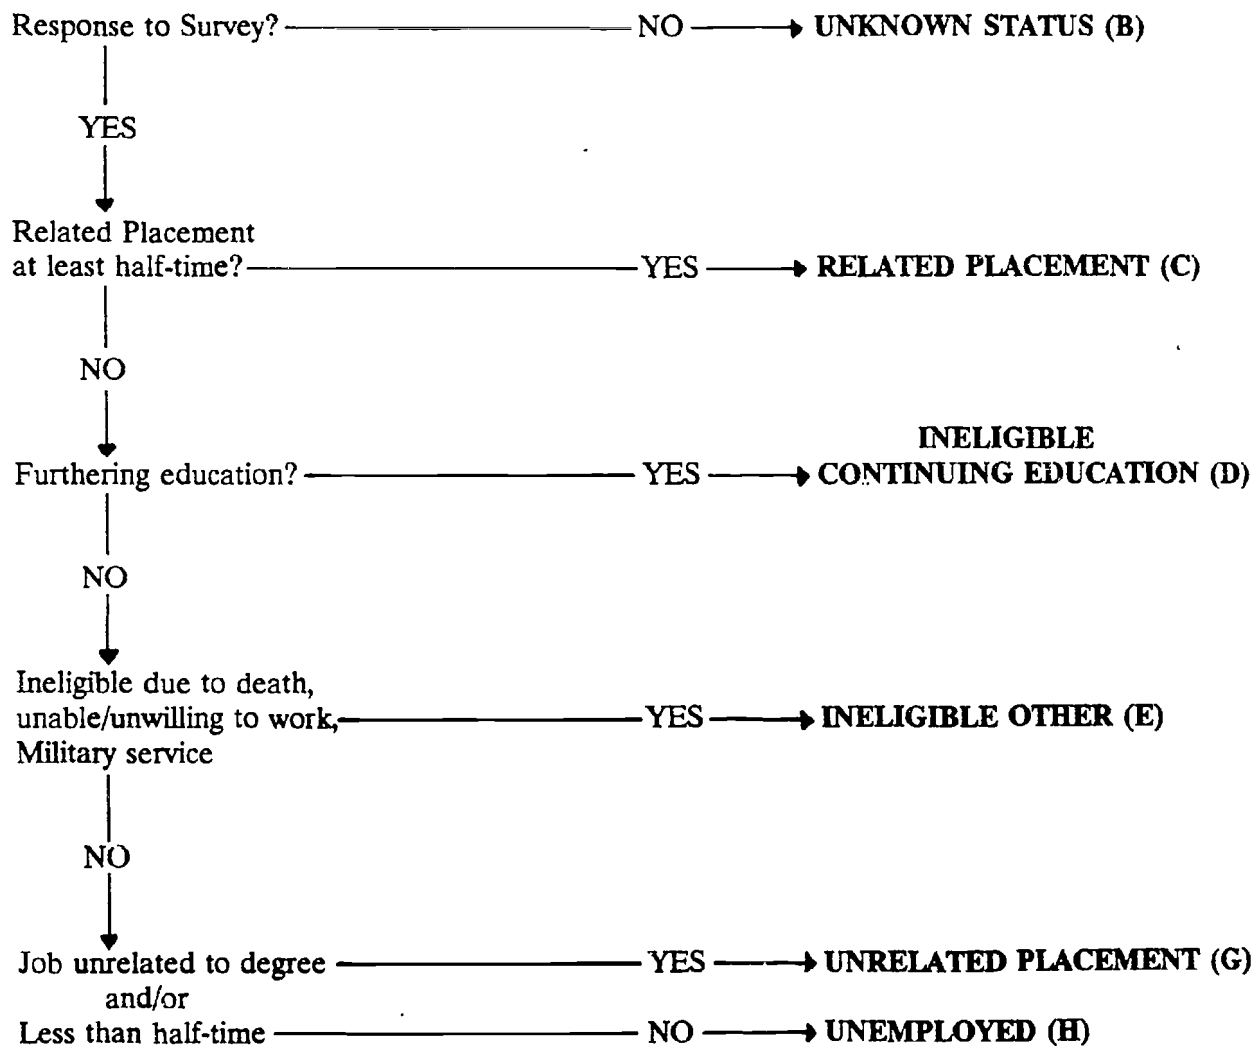 Response to Survey? NO UNKNOWN STATUS (B)
YES
Related Placement
at least half-time? YES RELATED PLACEMENT (C)
NO
INELIGIBLE
Furthering education? YES CONTINUING EDUCATION (D)
NO
Ineligible due to death,
unable/unwilling to work, YES INELIGIBLE OTHER (E)
Military service
NO
Job unrelated to degree YES UNRELATED PLACEMENT (G)
and/or
Less than half-time NO UNEMPLOYED (H)